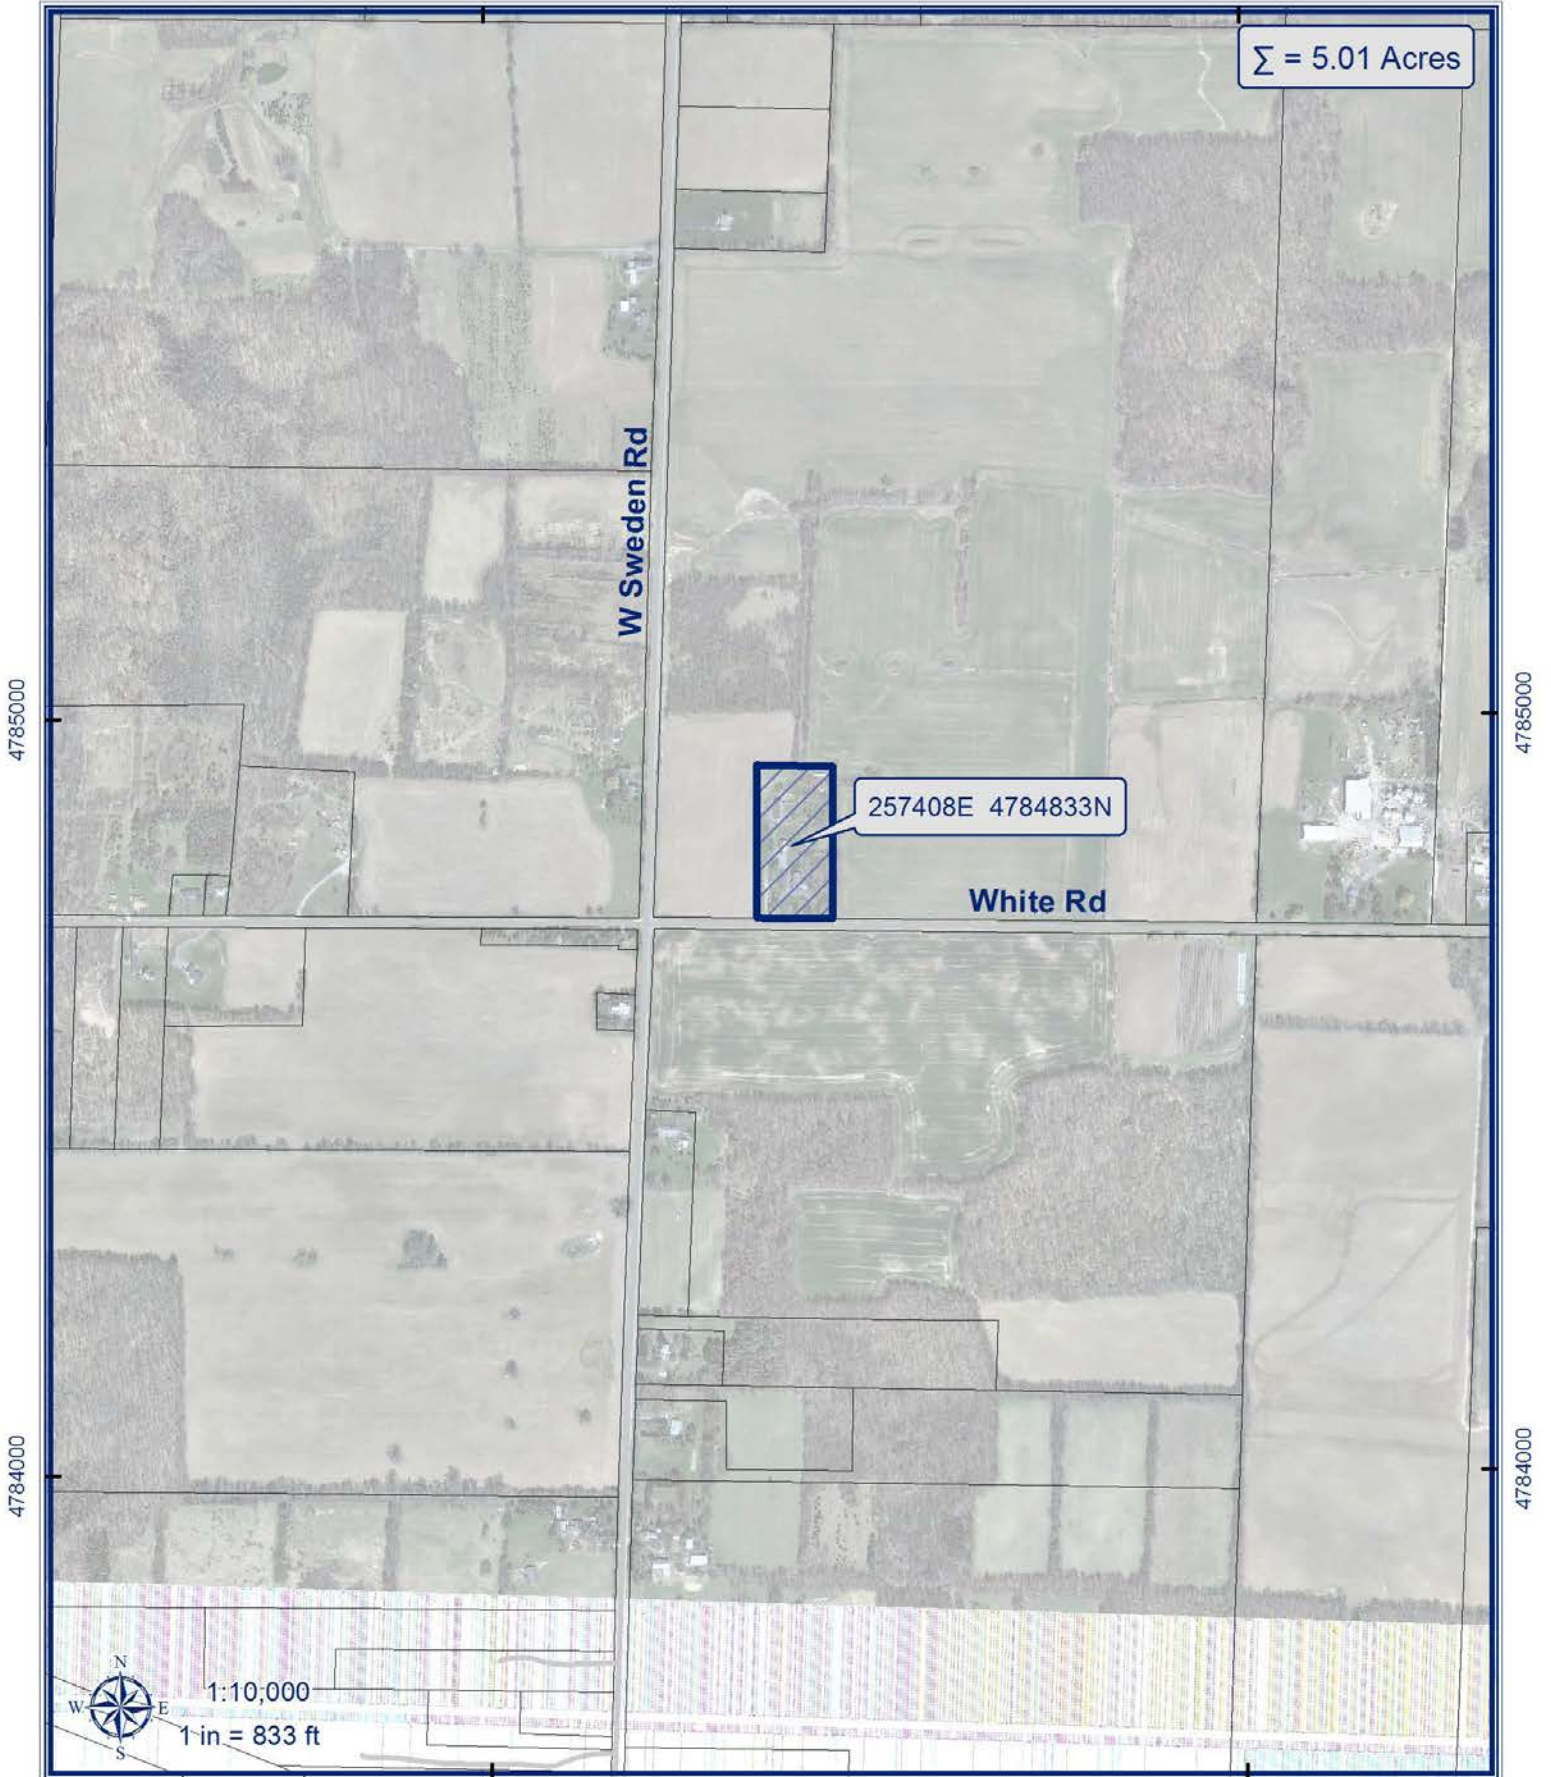 ∑ = 5.01 Acres
W Sweden Rd
4785000
4785000
257408E 4784833N
White Rd
4784000
4784000
N
W E
S
1:10,000
1 in = 833 ft